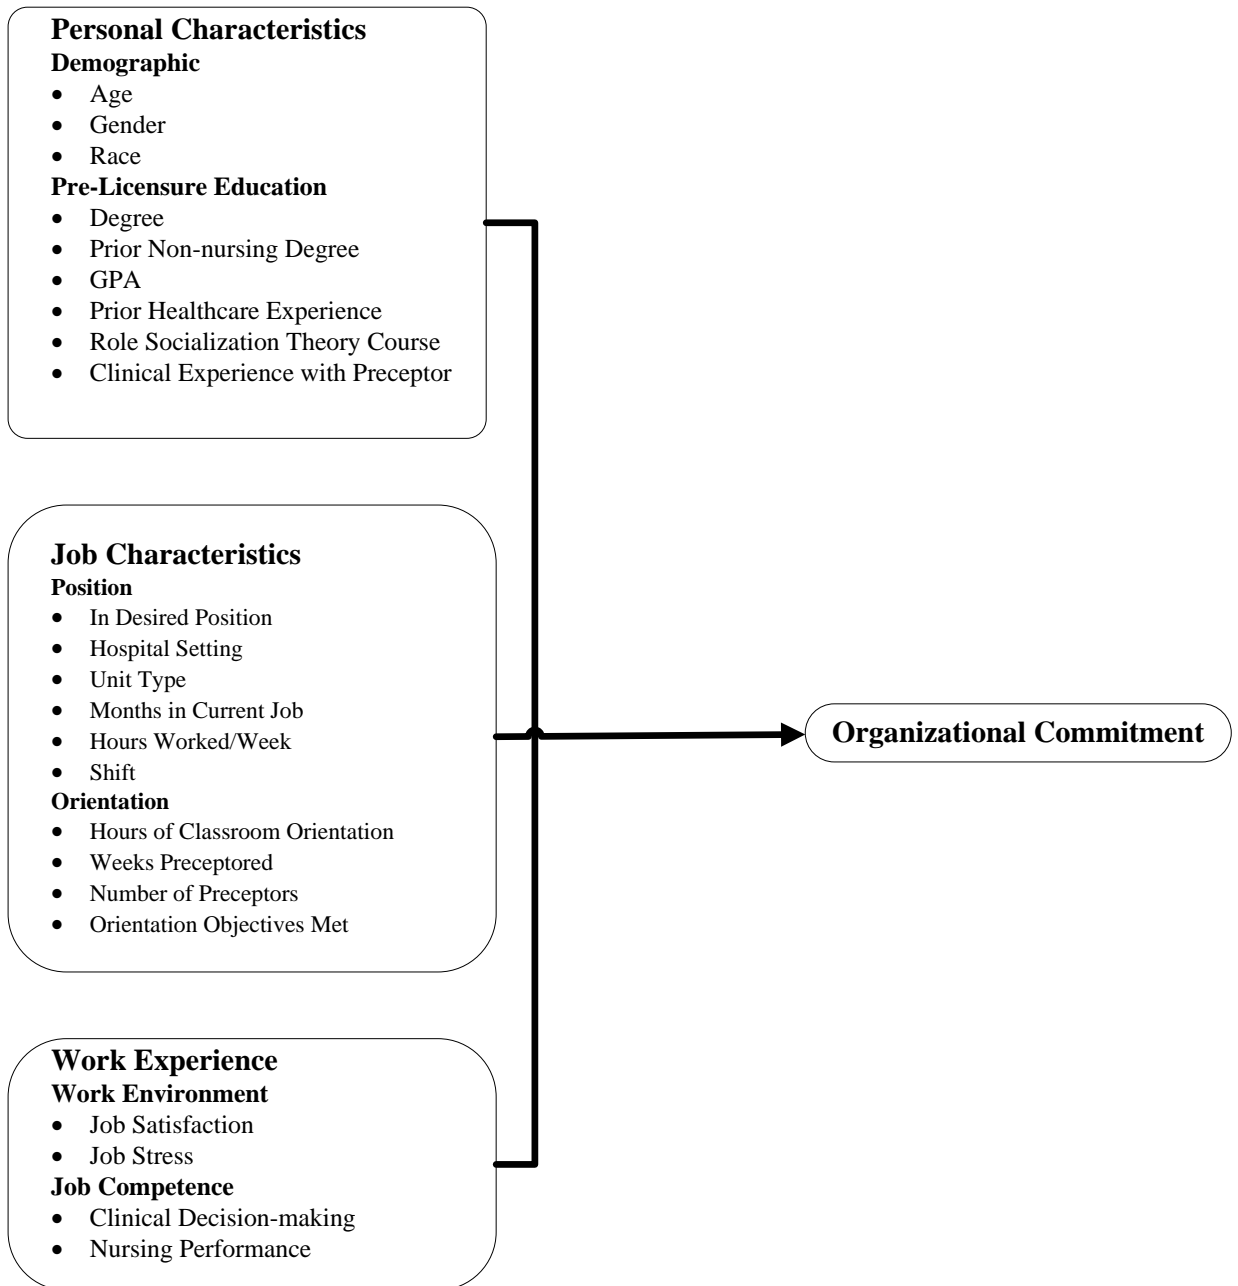 Personal Characteristics
Demographic
• Age
• Gender
• Race
Pre-Licensure Education
• Degree
• Prior Non-nursing Degree
• GPA
• Prior Healthcare Experience
• Role Socialization Theory Course
• Clinical Experience with Preceptor
Job Characteristics
Position
• In Desired Position
• Hospital Setting
• Unit Type
• Months in Current Job
• Hours Worked/Week
• Shift
Orientation
• Hours of Classroom Orientation
• Weeks Preceptored
• Number of Preceptors
• Orientation Objectives Met
Organizational Commitment
Work Experience
Work Environment
• Job Satisfaction
• Job Stress
Job Competence
• Clinical Decision-making
• Nursing Performance